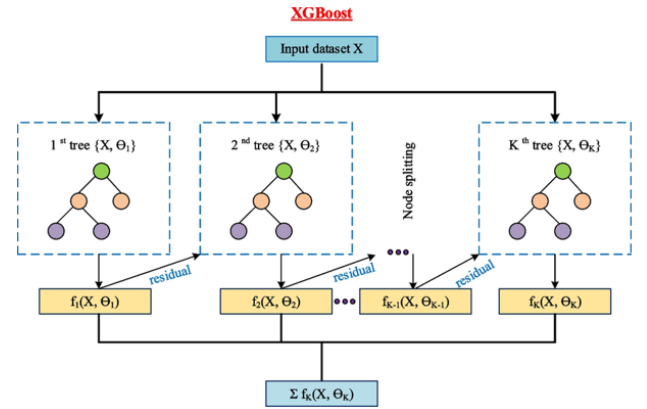 XGBoost
Input dataset X
1 st tree {X, Θ1}
2 nd tree {X, Θ2}
Node splitting
K th tree {X, ΘK}
residual
residual
residual
f1(X, Θ1)
f2(X, Θ2)
fK-1(X, ΘK-1)
fK(X, ΘK)
Σ fK(X, ΘK)